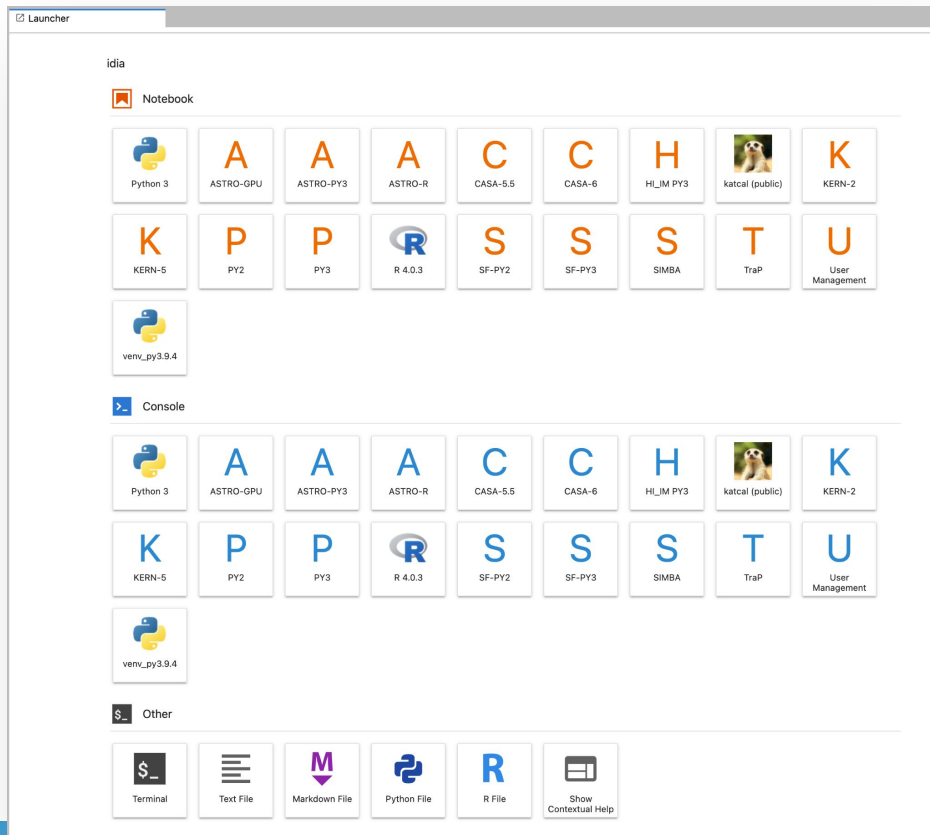 Launcher
idia
Notebook
A A A C C H K
Python 3 ASTRO-GPU ASTRO-PY3 ASTRO-R CASA-5.5 CASA-6 HI_IM PY3 katcal (public) KERN-2
K P P R S S S T U
KERN-5 PY2 PY3 R 4.0.3 SF-PY2 SF-PY3 SIMBA TraP User
Management
venv_py3.9.4
>_ Console
A A A C C H K
Python 3 ASTRO-GPU ASTRO-PY3 ASTRO-R CASA-5.5 CASA-6 HI_IM PY3 katcal (public) KERN-2
K P P R S S S T U
KERN-5 PY2 PY3 R 4.0.3 SF-PY2 SF-PY3 SIMBA TraP User
Management
venv_py3.9.4
$_ Other
$_ M R
Terminal Text File Markdown File Python File R File Show
Contextual Help